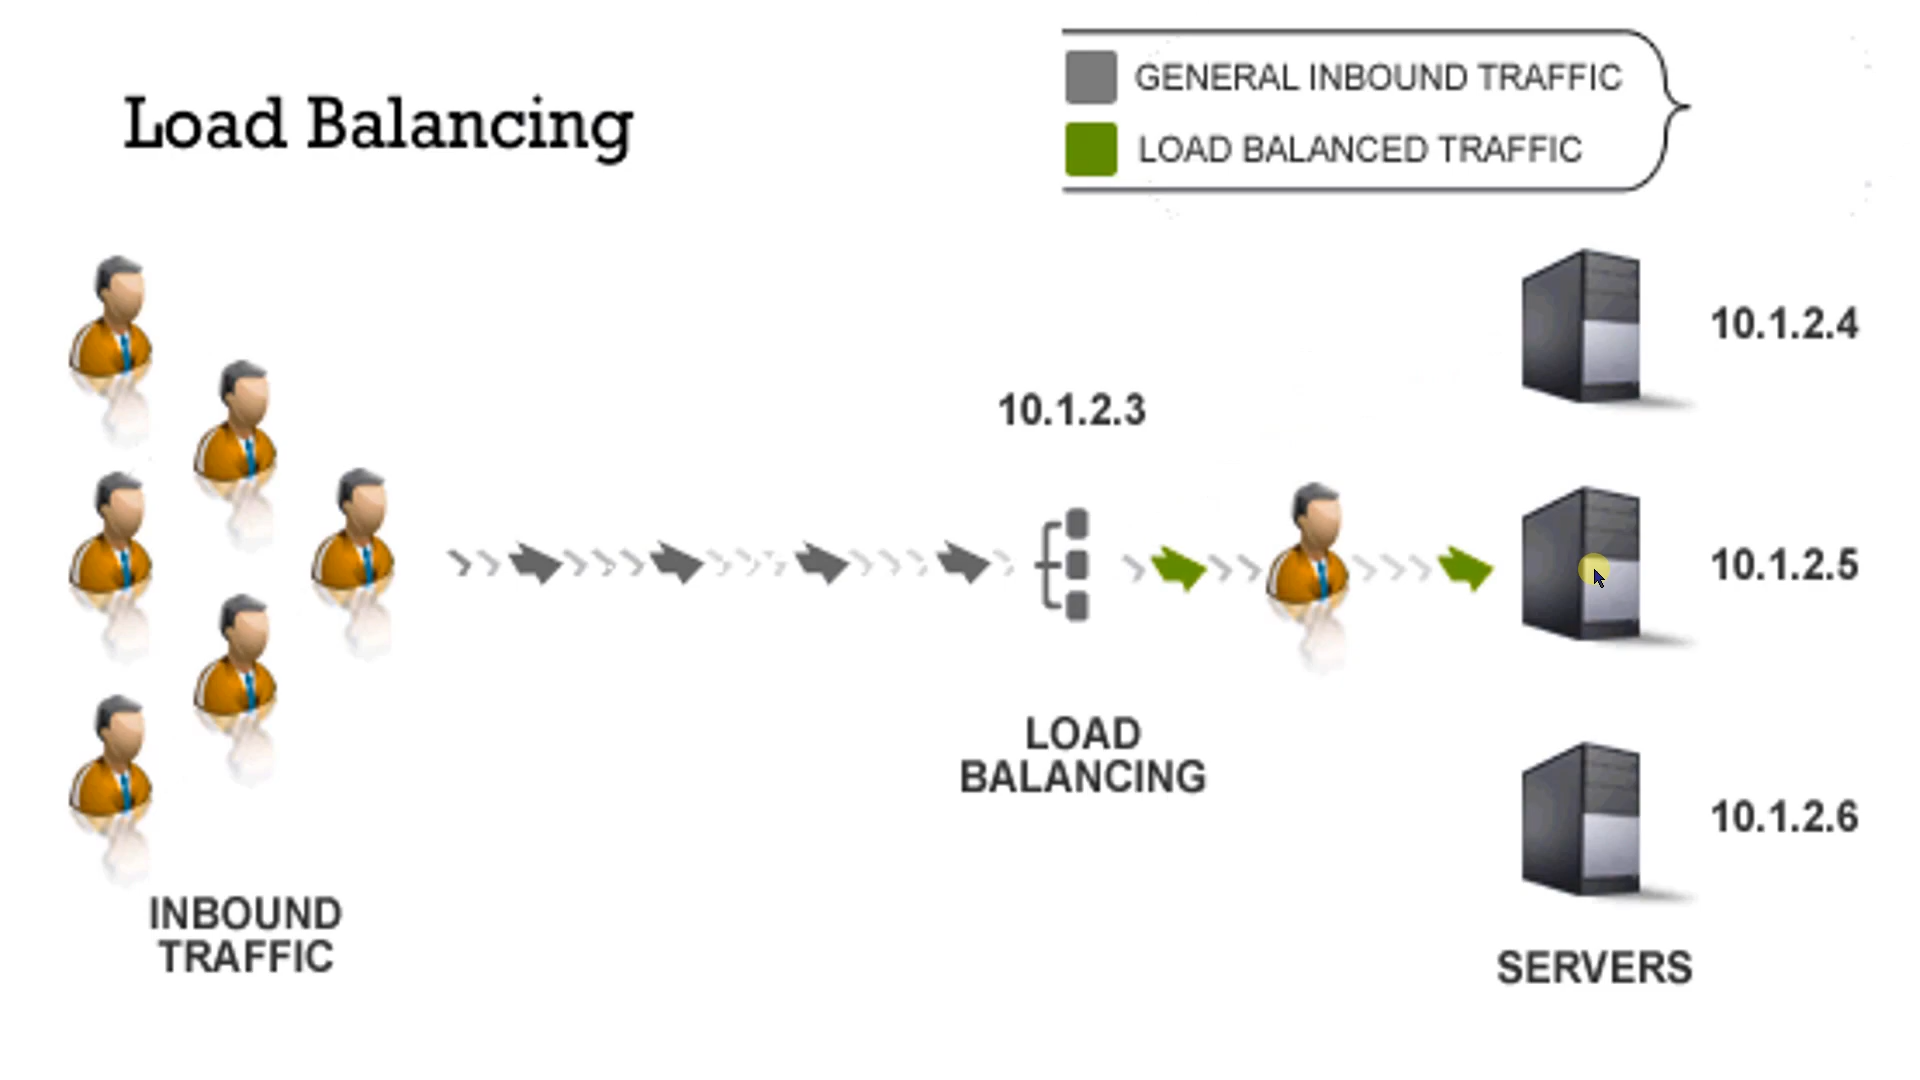 Load Balancing
GENERAL INBOUND TRAFFIC
LOAD BALANCED TRAFFIC
10.1.2.4
10.1.2.3
10.1.2.5
LOAD
BALANCING
10.1.2.6
INBOUND
TRAFFIC
SERVERS